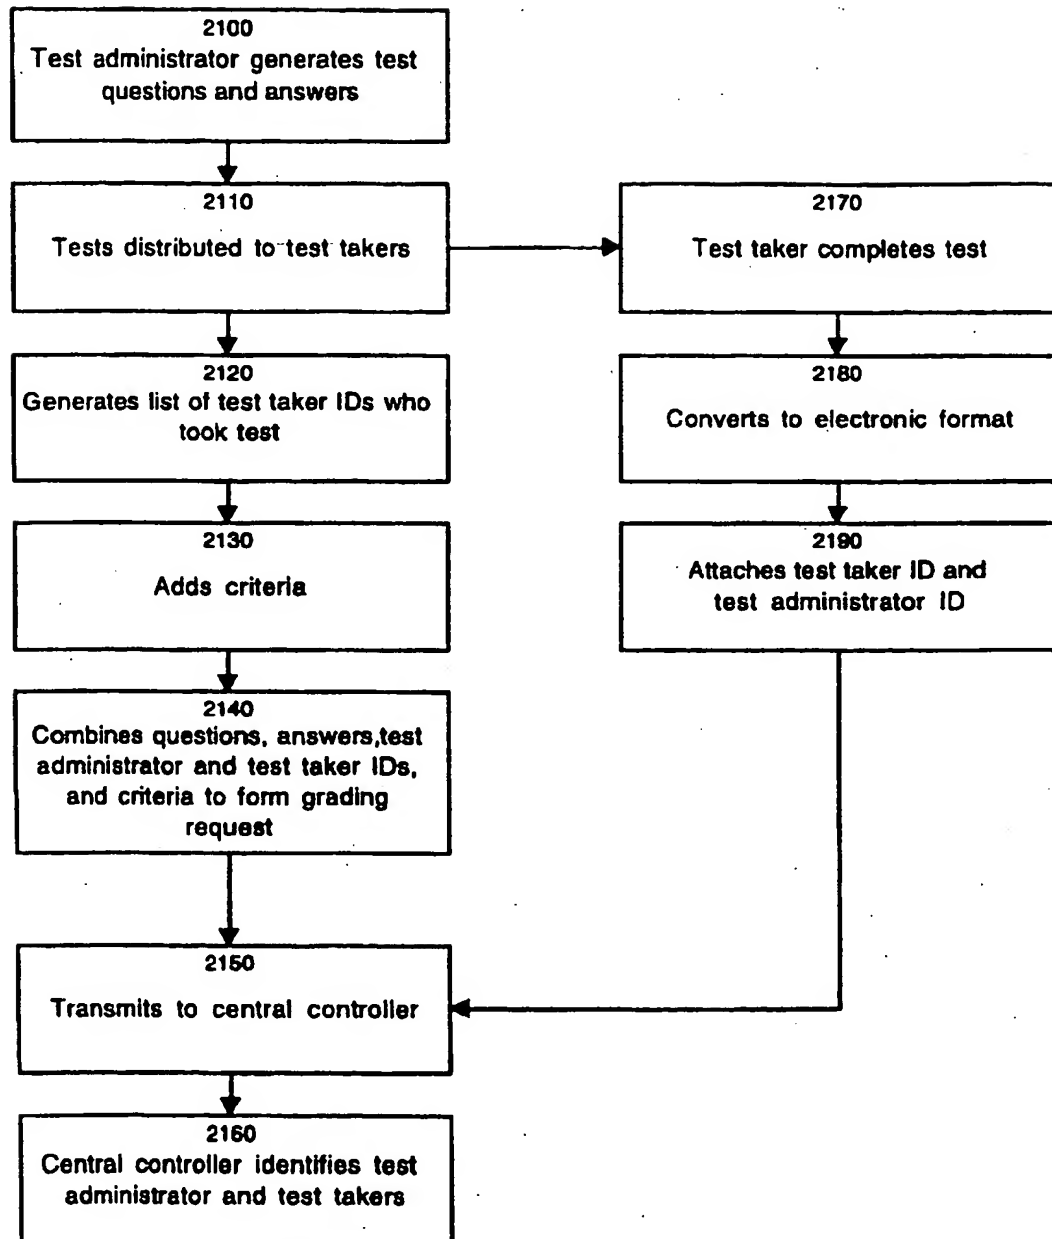 2100
Test administrator generates test
questions and answers
2110
Tests distributed to test takers
2120
Generates list of test taker IDs who
took test
2130
Adds criteria
2140
Combines questions, answers,test
administrator and test taker IDs,
and criteria to form grading
request
2150
Transmits to central controller
2160
Central controller identifies test
administrator and test takers
2170
Test taker completes test
2180
Converts to electronic format
2190
Attaches test taker ID and
test administrator ID